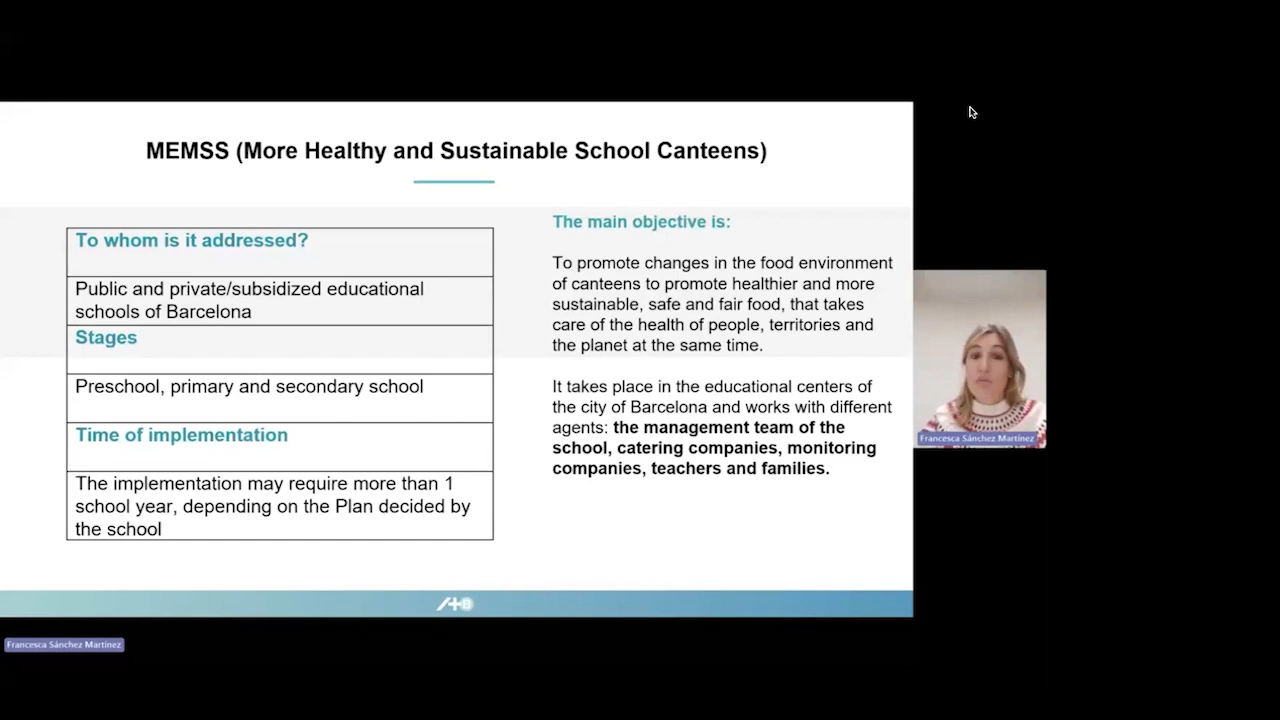 MEMSS (More Healthy and Sustainable School Canteens)
To whom is it addressed?
Public and private/subsidized educational
schools of Barcelona
Stages
Preschool, primary and secondary school
Time of implementation
The implementation may require more than 1
school year, depending on the Plan decided by
the school
The main objective is:
To promote changes in the food environment
of canteens to promote healthier and more
sustainable, safe and fair food, that takes
care of the health of people, territories and
the planet at the same time.
It takes place in the educational centers of
the city of Barcelona and works with different
agents: the management team of the
school, catering companies, monitoring
companies, teachers and families.
Francesca Sánchez Martínez
Francesca Sánchez Martínez